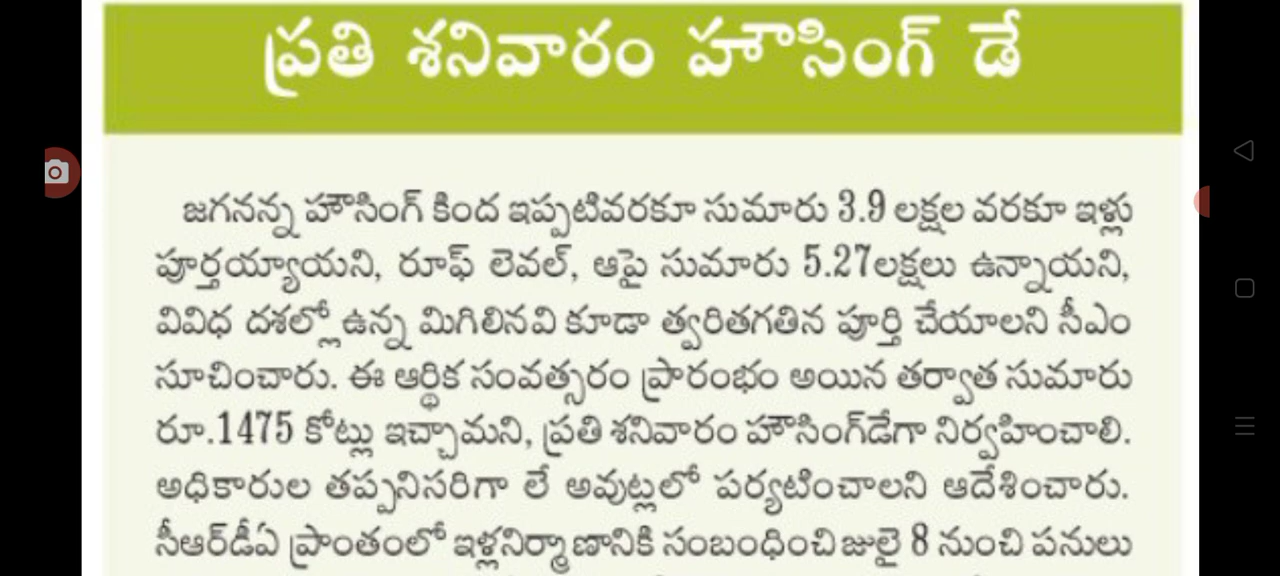 ప్రతి శనివారం హౌసింగ్ డే
జగనన్న హౌసింగ్ కింద ఇప్పటివరకూ సుమారు 3.9 లక్షల వరకూ ఇళ్లు
పూర్తయ్యాయని, రూఫ్ లెవల్, ఆపై సుమారు 5.27లక్షలు ఉన్నాయని,
వివిధ దశల్లో ఉన్న మిగిలినవి కూడా త్వరితగతిన పూర్తి చేయాలని సీఎం
సూచించారు. ఈ ఆర్థిక సంవత్సరం ప్రారంభం అయిన తర్వాత సుమారు
రూ.1475 కోట్లు ఇచ్చామని, ప్రతి శనివారం హౌసింగ్‌డేగా నిర్వహించాలి.
అధికారుల తప్పనిసరిగా లే అవుట్లలో పర్యటించాలని ఆదేశించారు.
సీఆర్‌డీఏ ప్రాంతంలో ఇళ్లనిర్మాణానికి సంబంధించి జులై 8 నుంచి పనులు